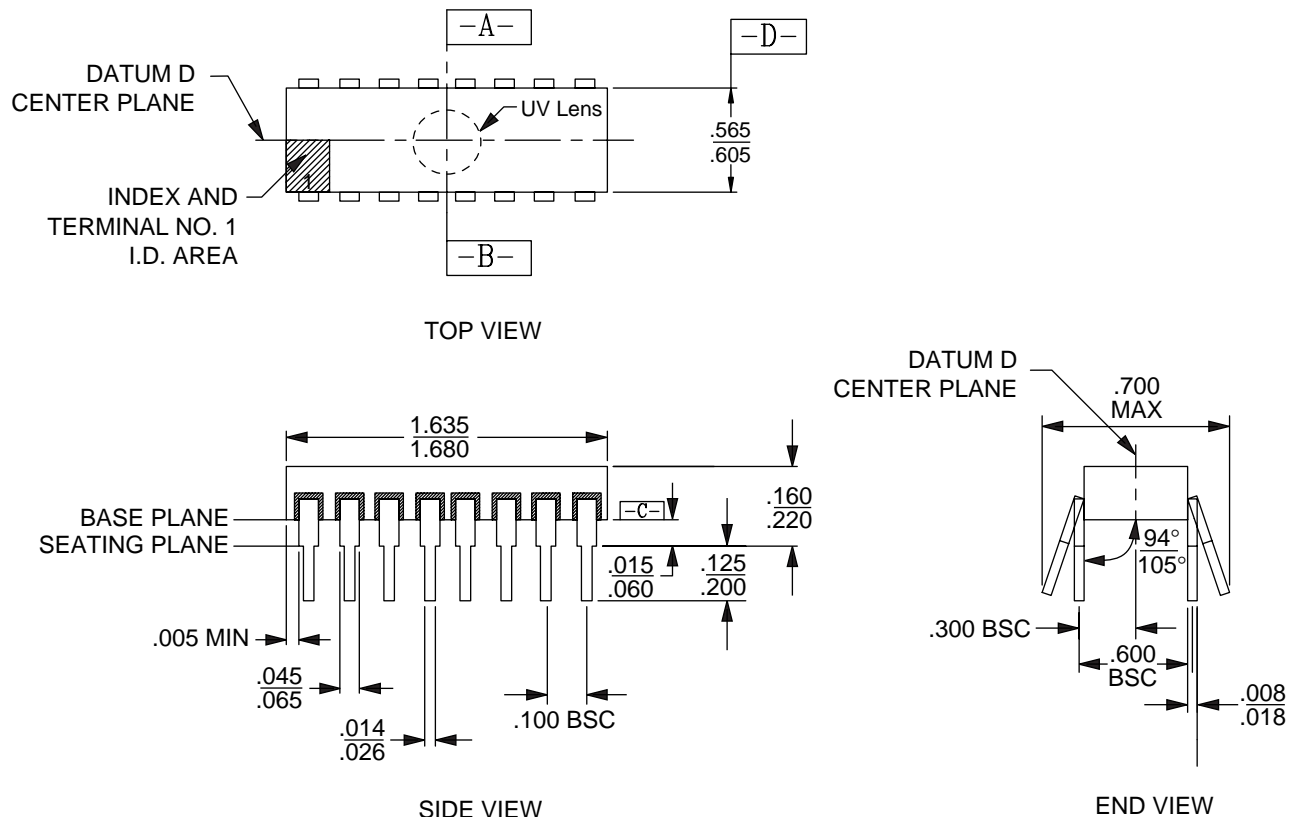 -A-
-D-
DATUM D
CENTER PLANE
UV Lens
.565
.605
1
INDEX AND
TERMINAL NO. 1
I.D. AREA
-B-
TOP VIEW
DATUM D
CENTER PLANE
.700
MAX
1.635
1.680
BASE PLANE
SEATING PLANE
-C-
.160
.220
.015
.060
.125
.200
94°
105°
.005 MIN
.300 BSC
.600
BSC
.045
.065
.100 BSC
.008
.018
.014
.026
SIDE VIEW
END VIEW